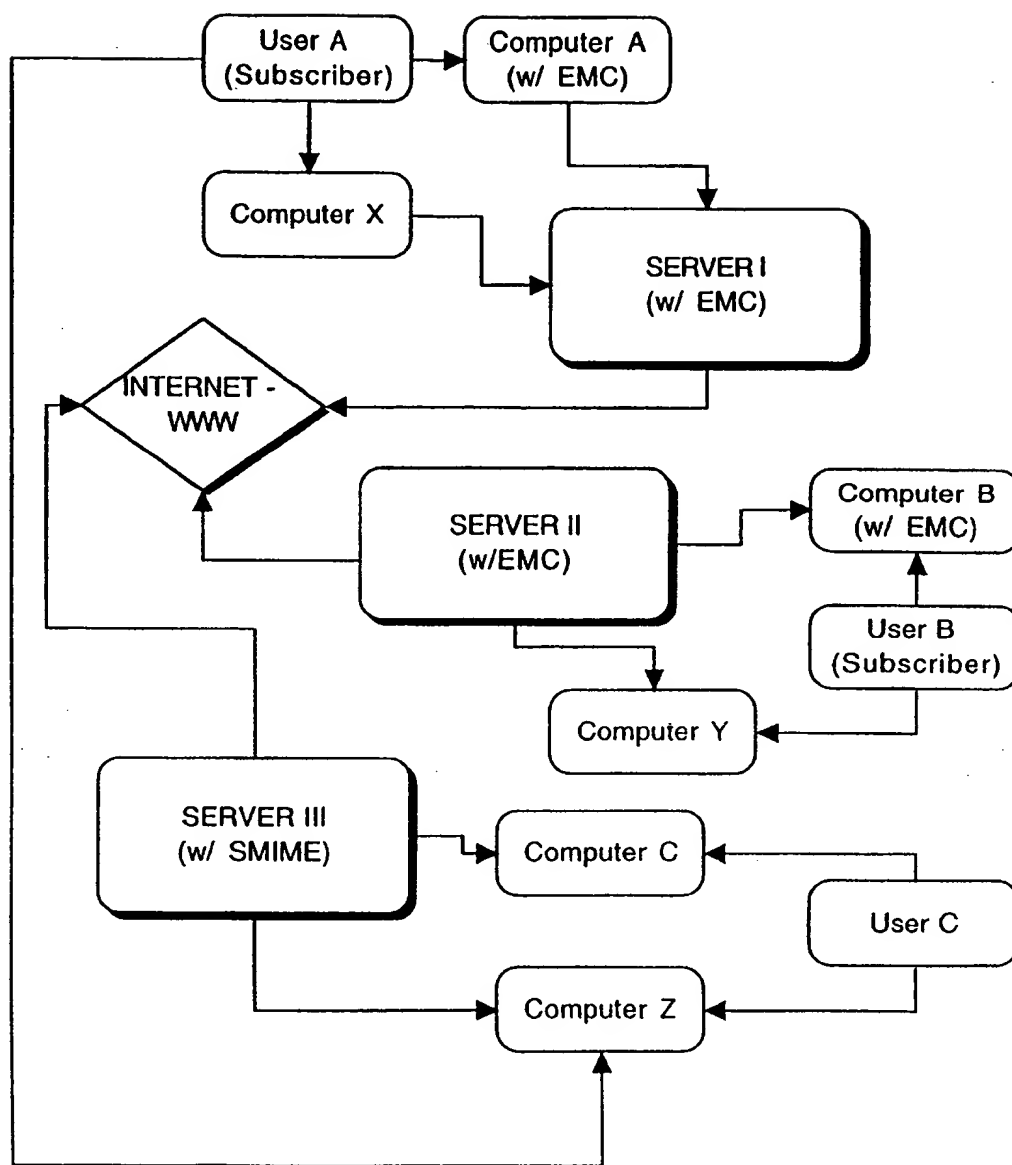 User A
(Subscriber)
Computer A
(w/ EMC)
Computer X
SERVER I
(w/ EMC)
INTERNET -
WWW
SERVER II
(w/EMC)
Computer B
(w/ EMC)
User B
(Subscriber)
Computer Y
SERVER III
(w/ SMIME)
Computer C
User C
Computer Z